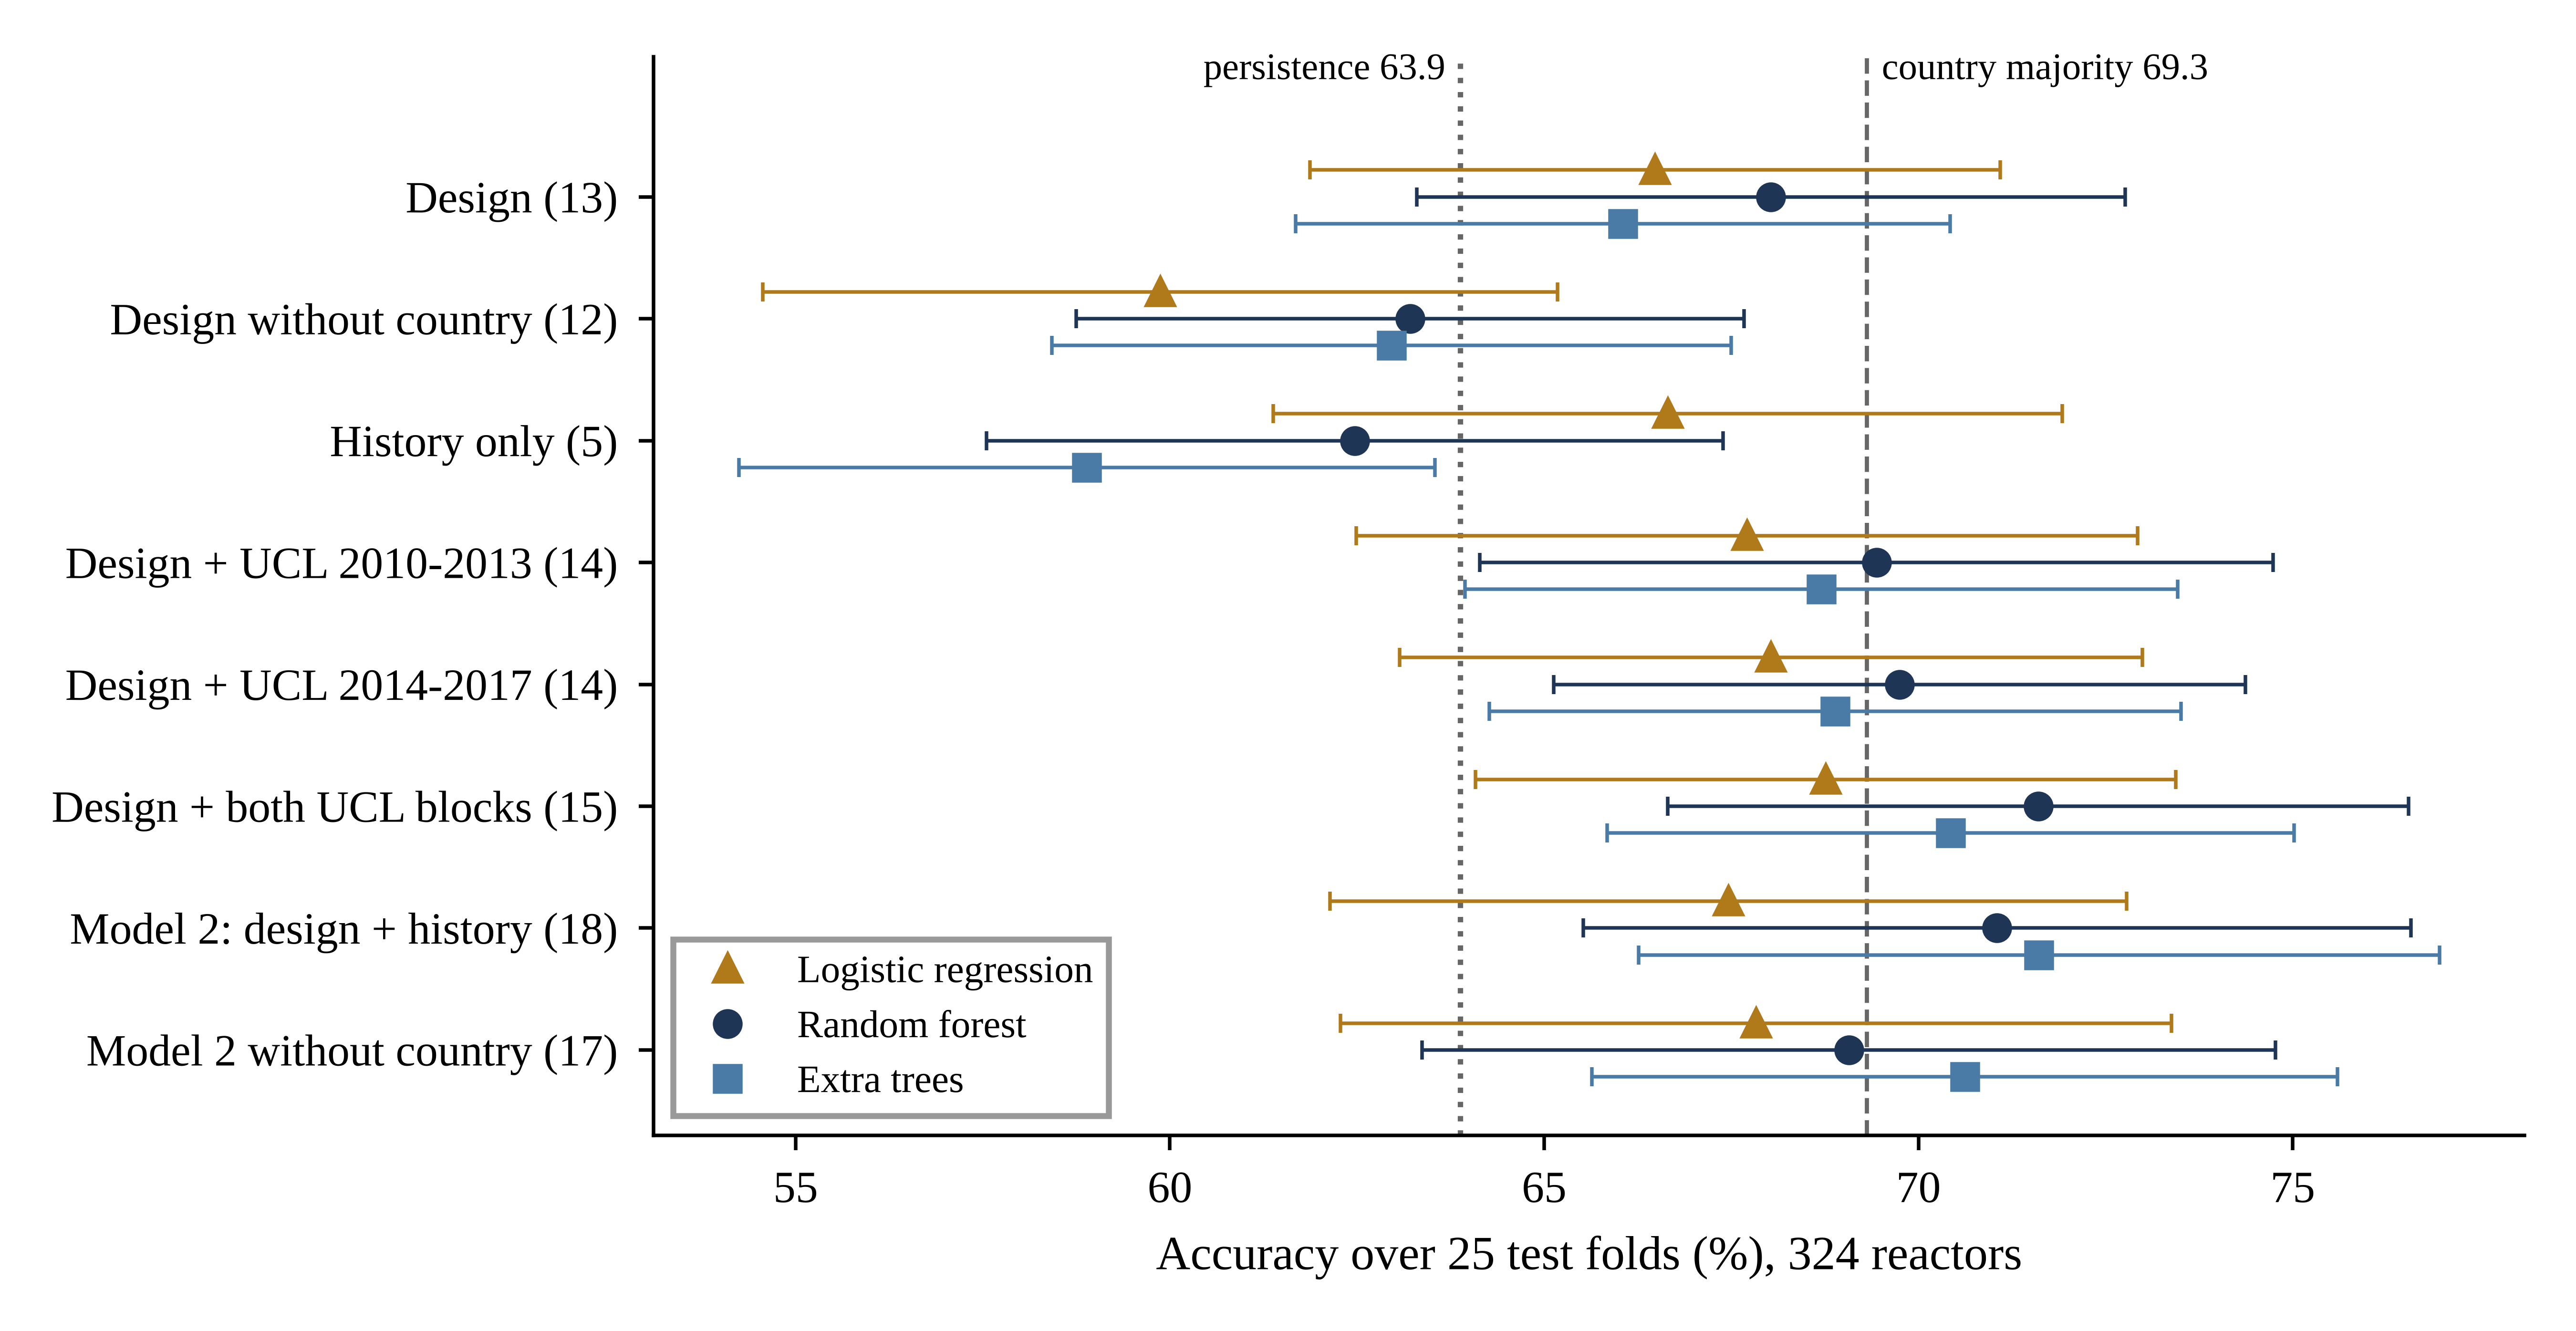 persistence 63.9
country majority 69.3
Design (13)
Design without country (12)
History only (5)
Design + UCL 2010-2013 (14)
Design + UCL 2014-2017 (14)
Design + both UCL blocks (15)
Model 2: design + history (18)
Model 2 without country (17)
Logistic regression
Random forest
Extra trees
55 60 65 70 75
Accuracy over 25 test folds (%), 324 reactors